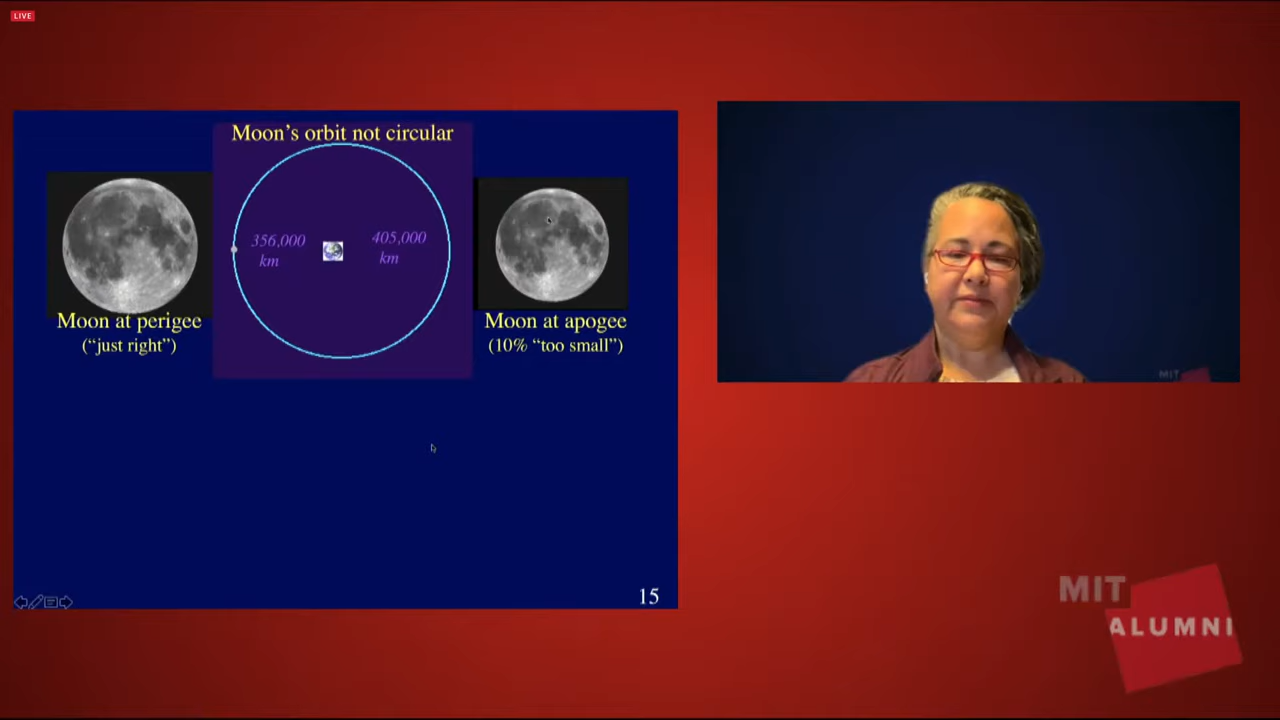 LIVE
Moon's orbit not circular
356,000
km
405,000
km
Moon at perigee
("just right")
Moon at apogee
(10% "too small")
15
MIT
MIT
ALUMNI